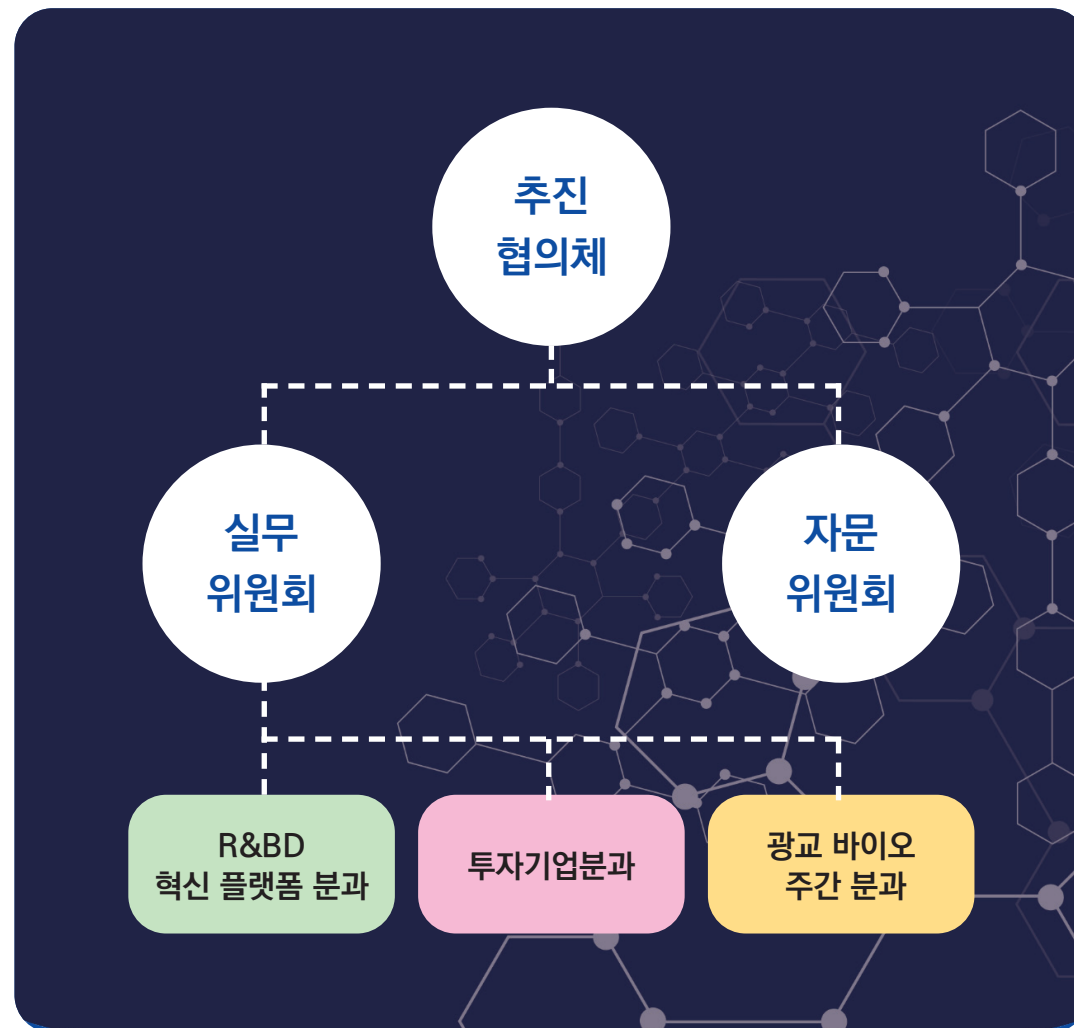 추진
협의체
실무
위원회
자문
위원회
R&BD
혁신 플랫폼 분과
투자기업분과
광교 바이오
주간 분과